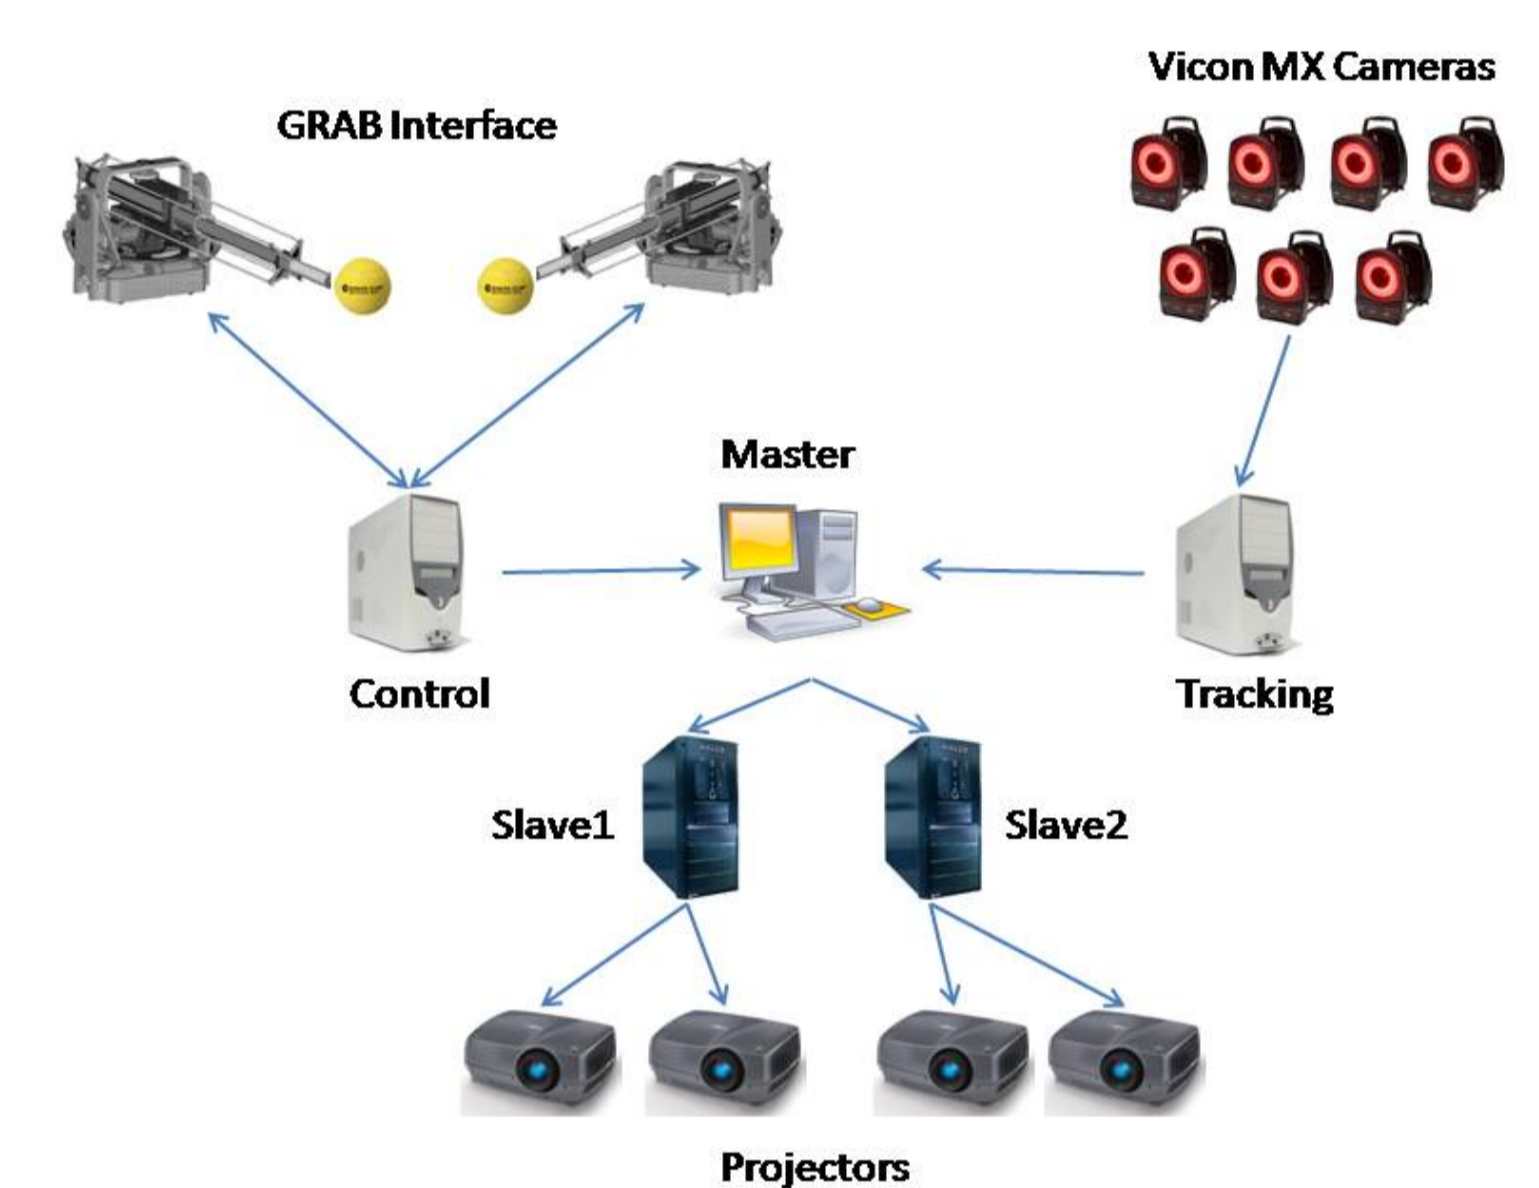 Vicon MX Cameras
GRAB Interface
Master
Control
Tracking
Slave1
Slave2
Projectors